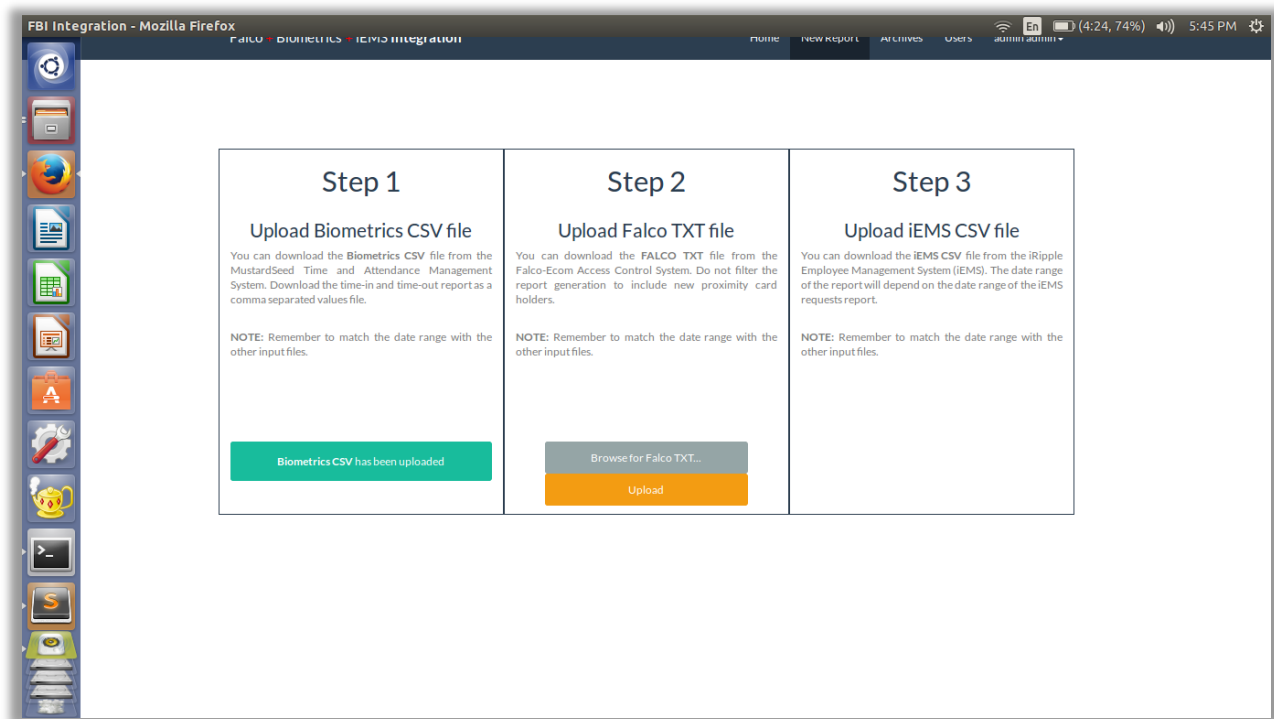 FBI Integration - Mozilla Firefox
En
(4:24, 74%)
5:45 PM
Falco + Biometrics + iEMS Integration
Home
New Report
Archives
Users
admin admin
Step 1
Upload Biometrics CSV file
You can download the Biometrics CSV file from the
MustardSeed Time and Attendance Management
System. Download the time-in and time-out report as a
comma separated values file.
NOTE: Remember to match the date range with the
other input files.
Biometrics CSV has been uploaded
Step 2
Upload Falco TXT file
You can download the FALCO TXT file from the
Falco-Ecom Access Control System. Do not filter the
report generation to include new proximity card
holders.
NOTE: Remember to match the date range with the
other input files.
Browse for Falco TXT...
Upload
Step 3
Upload iEMS CSV file
You can download the iEMS CSV file from the iRipple
Employee Management System (iEMS). The date range
of the report will depend on the date range of the iEMS
requests report.
NOTE: Remember to match the date range with the
other input files.
A
>_
S